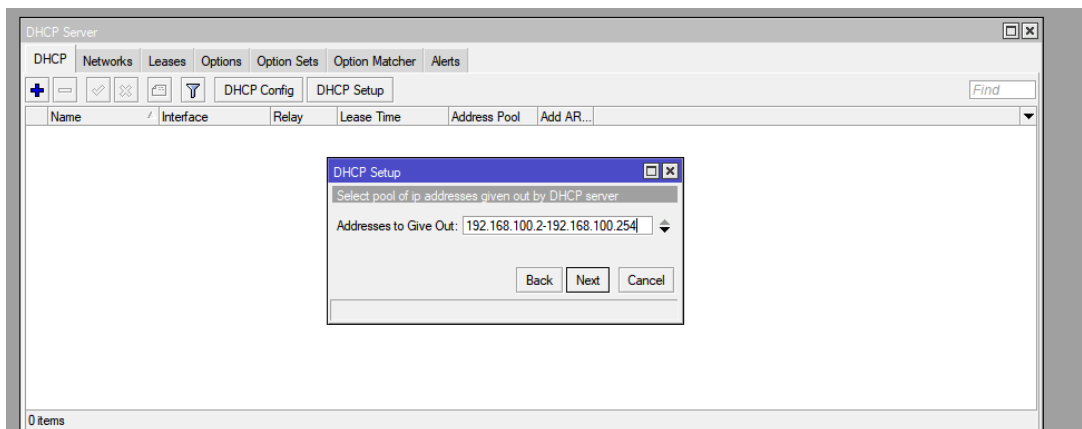 DHCP Server
DHCP Networks Leases Options Option Sets Option Matcher Alerts
DHCP Config DHCP Setup Find
Name Interface Relay Lease Time Address Pool Add AR...
DHCP Setup
Select pool of ip addresses given out by DHCP server
Addresses to Give Out: 192.168.100.2-192.168.100.254
Back Next Cancel
0 items